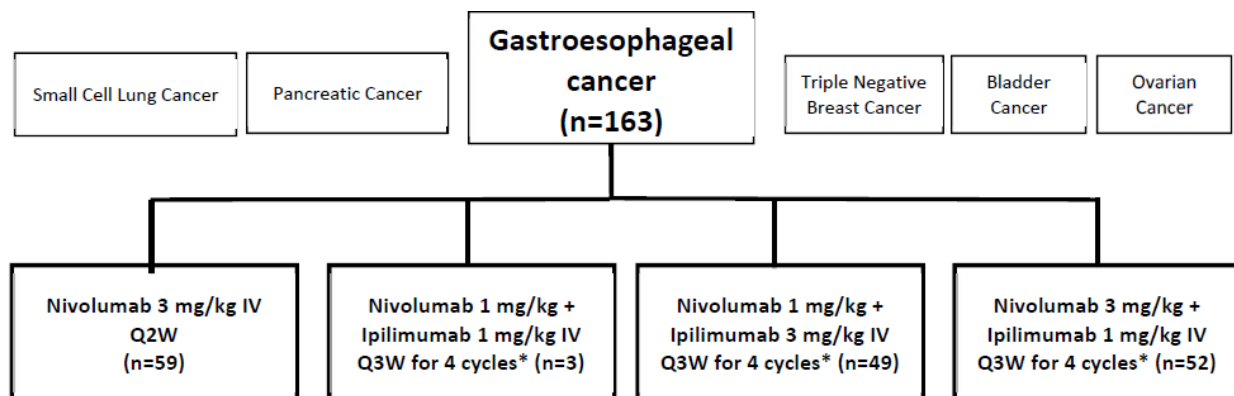 Small Cell Lung Cancer
Pancreatic Cancer
Gastroesophageal
cancer
(n=163)
Triple Negative
Breast Cancer
Bladder
Cancer
Ovarian
Cancer
Nivolumab 3 mg/kg IV
Q2W
(n=59)
Nivolumab 1 mg/kg +
Ipilimumab 1 mg/kg IV
Q3W for 4 cycles* (n=3)
Nivolumab 1 mg/kg +
Ipilimumab 3 mg/kg IV
Q3W for 4 cycles* (n=49)
Nivolumab 3 mg/kg +
Ipilimumab 1 mg/kg IV
Q3W for 4 cycles* (n=52)